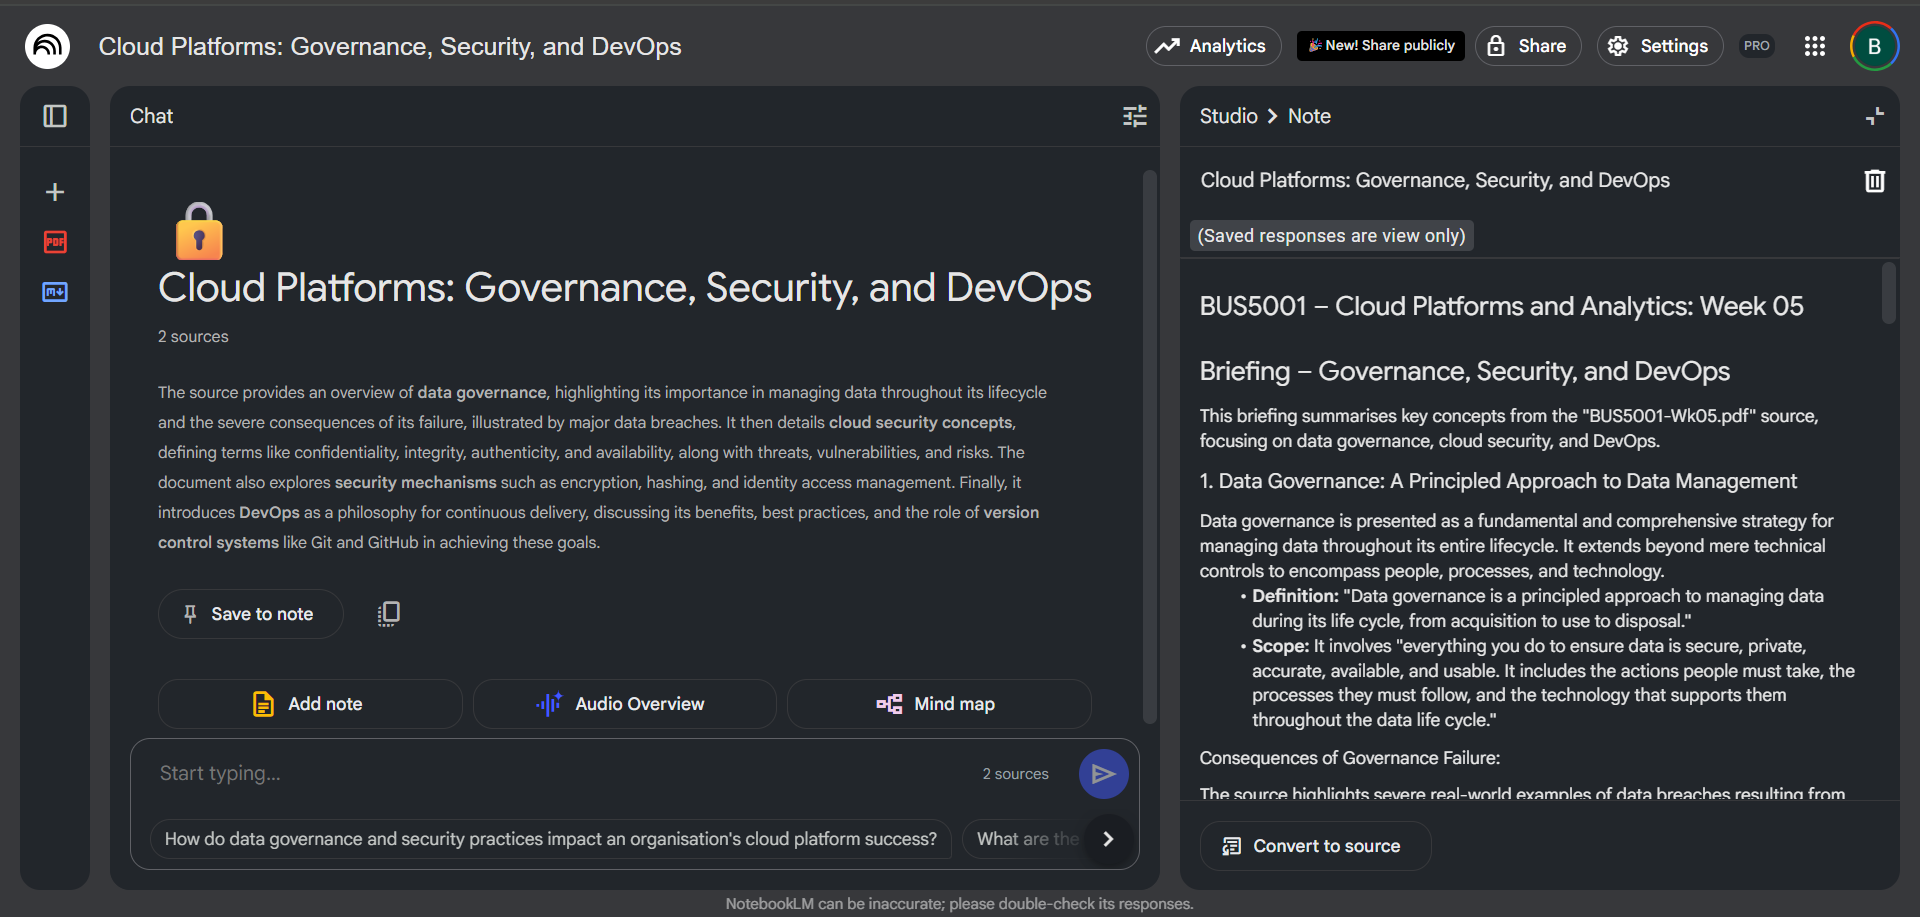 Cloud Platforms: Governance, Security, and DevOps
Analytics
New! Share publicly
Share
Settings
PRO
B
PDF
M
Chat
Cloud Platforms: Governance, Security, and DevOps
2 sources
The source provides an overview of data governance, highlighting its importance in managing data throughout its lifecycle
and the severe consequences of its failure, illustrated by major data breaches. It then details cloud security concepts,
defining terms like confidentiality, integrity, authenticity, and availability, along with threats, vulnerabilities, and risks. The
document also explores security mechanisms such as encryption, hashing, and identity access management. Finally, it
introduces DevOps as a philosophy for continuous delivery, discussing its benefits, best practices, and the role of version
control systems like Git and GitHub in achieving these goals.
Save to note
Add note
Audio Overview
Mind map
Start typing...
2 sources
How do data governance and security practices impact an organisation's cloud platform success?
What are the
Studio > Note
Cloud Platforms: Governance, Security, and DevOps
(Saved responses are view only)
BUS5001 – Cloud Platforms and Analytics: Week 05
Briefing – Governance, Security, and DevOps
This briefing summarises key concepts from the "BUS5001-Wk05.pdf" source,
focusing on data governance, cloud security, and DevOps.
1. Data Governance: A Principled Approach to Data Management
Data governance is presented as a fundamental and comprehensive strategy for
managing data throughout its entire lifecycle. It extends beyond mere technical
controls to encompass people, processes, and technology.
• Definition: "Data governance is a principled approach to managing data
during its life cycle, from acquisition to use to disposal."
• Scope: It involves "everything you do to ensure data is secure, private,
accurate, available, and usable. It includes the actions people must take, the
processes they must follow, and the technology that supports them
throughout the data life cycle."
Consequences of Governance Failure:
The source highlights severe real-world examples of data breaches resulting from
Convert to source
NotebookLM can be inaccurate; please double-check its responses.